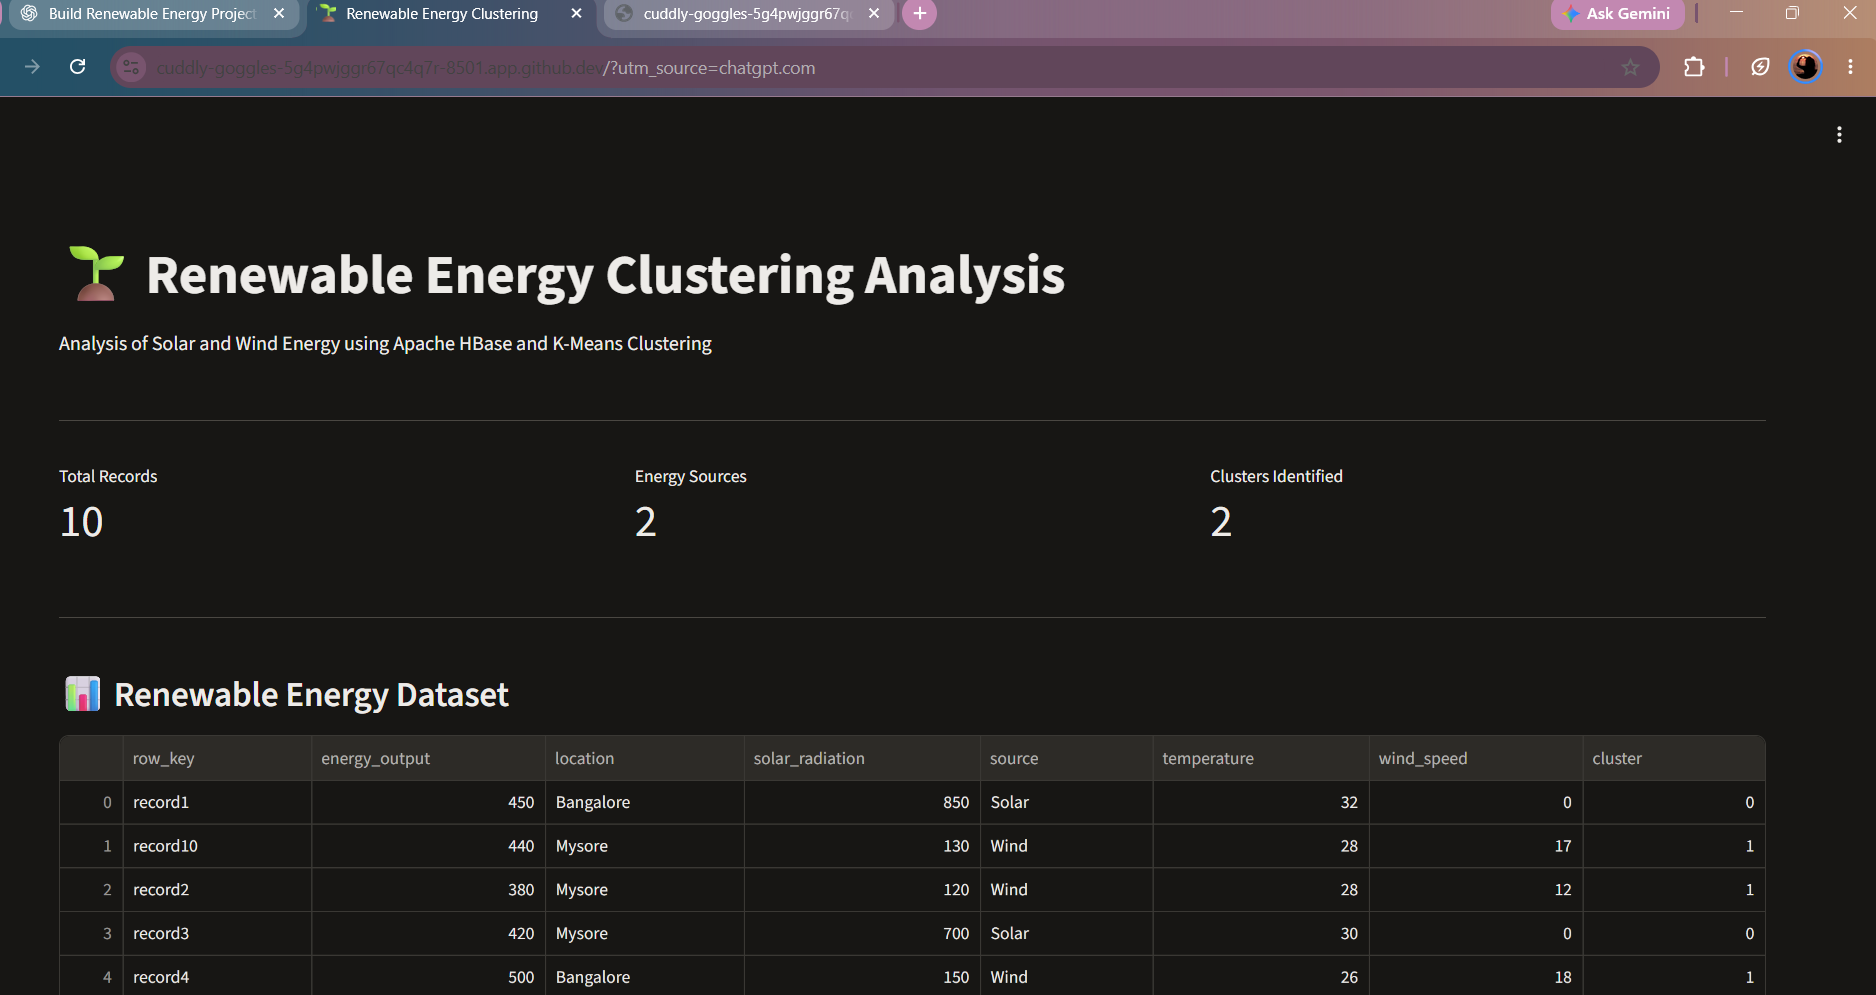 Build Renewable Energy Project
Renewable Energy Clustering
cuddly-goggles-5g4pwjggr67q
Ask Gemini
cuddly-goggles-5g4pwjggr67qc4q7r-8501.app.github.dev/?utm_source=chatgpt.com
Renewable Energy Clustering Analysis
Analysis of Solar and Wind Energy using Apache HBase and K-Means Clustering
Total Records Energy Sources Clusters Identified
10 2 2
Renewable Energy Dataset
row_key energy_output location solar_radiation source temperature wind_speed cluster
0 record1 450 Bangalore 850 Solar 32 0 0
1 record10 440 Mysore 130 Wind 28 17 1
2 record2 380 Mysore 120 Wind 28 12 1
3 record3 420 Mysore 700 Solar 30 0 0
4 record4 500 Bangalore 150 Wind 26 18 1